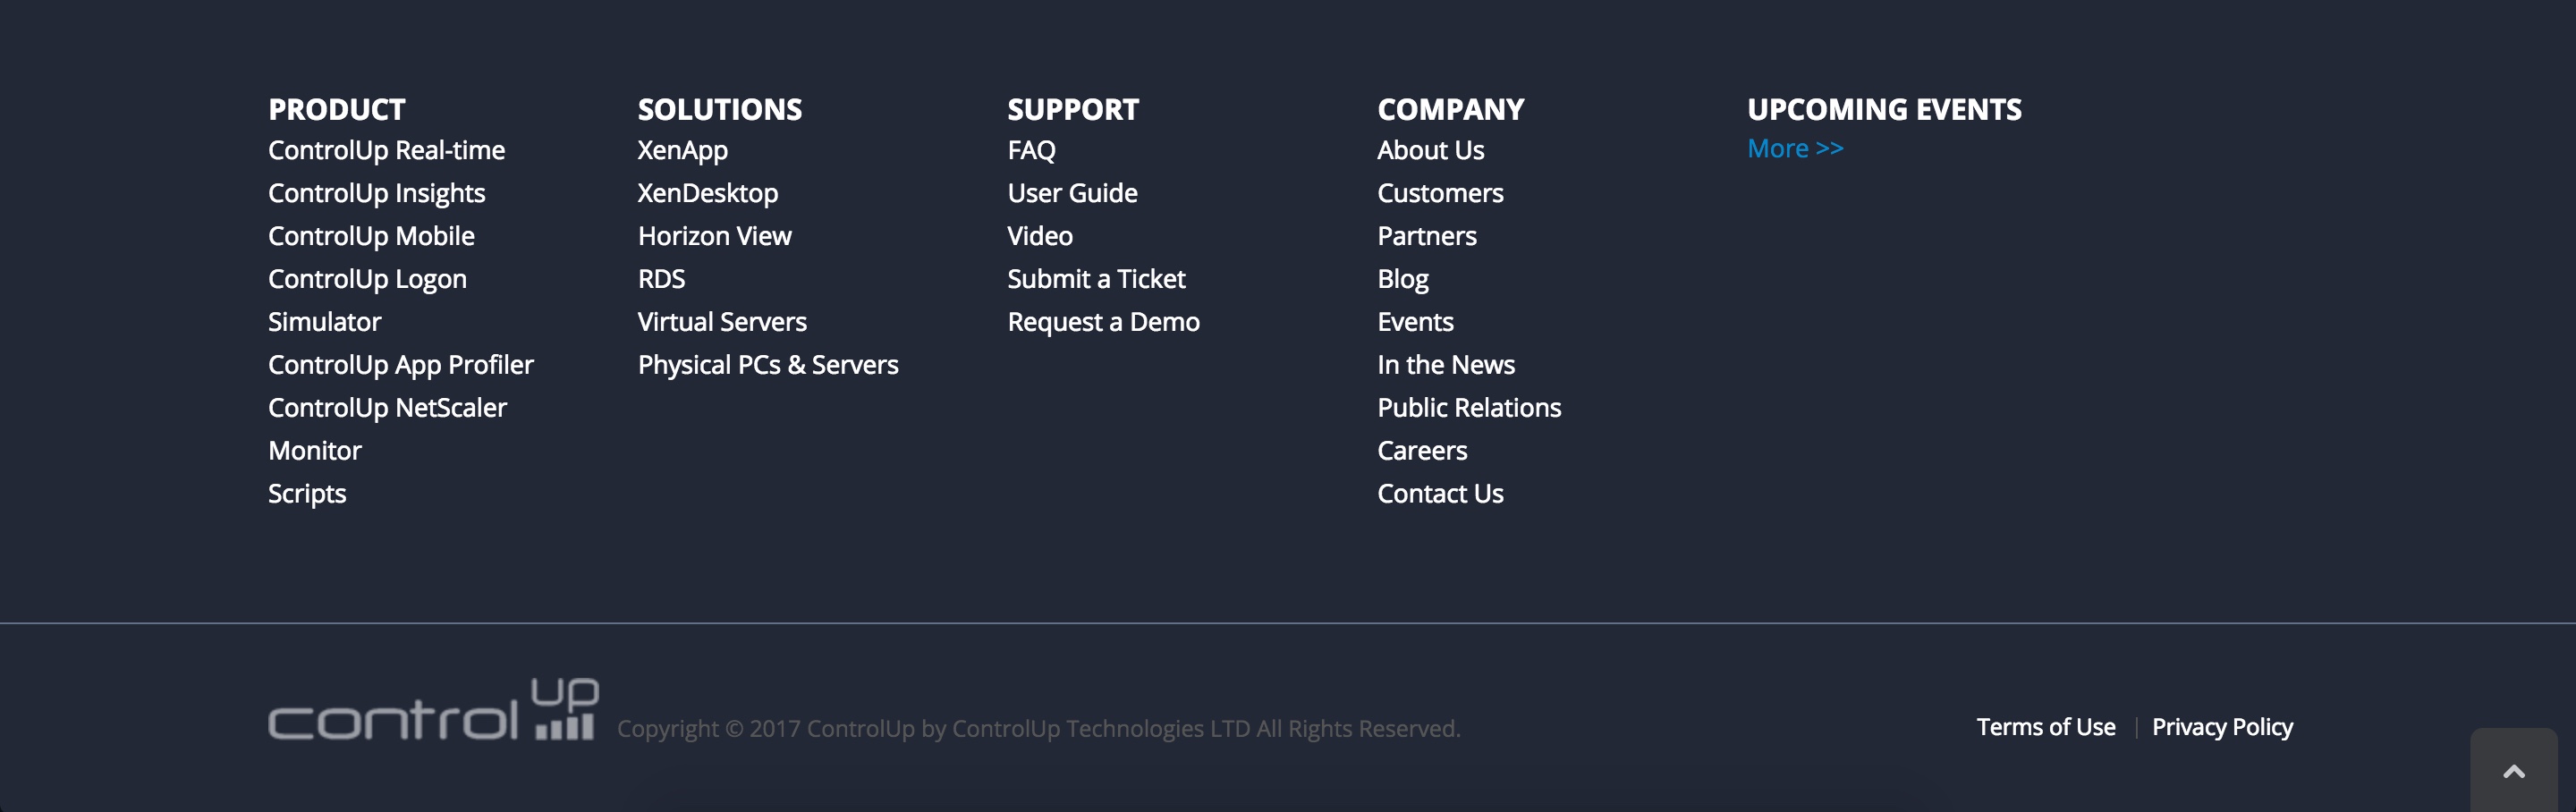 PRODUCT
ControlUp Real-time
ControlUp Insights
ControlUp Mobile
ControlUp Logon
Simulator
ControlUp App Profiler
ControlUp NetScaler
Monitor
Scripts
SOLUTIONS
XenApp
XenDesktop
Horizon View
RDS
Virtual Servers
Physical PCs & Servers
SUPPORT
FAQ
User Guide
Video
Submit a Ticket
Request a Demo
COMPANY
About Us
Customers
Partners
Blog
Events
In the News
Public Relations
Careers
Contact Us
UPCOMING EVENTS
More >>
control up
Copyright © 2017 ControlUp by ControlUp Technologies LTD All Rights Reserved.
Terms of Use | Privacy Policy